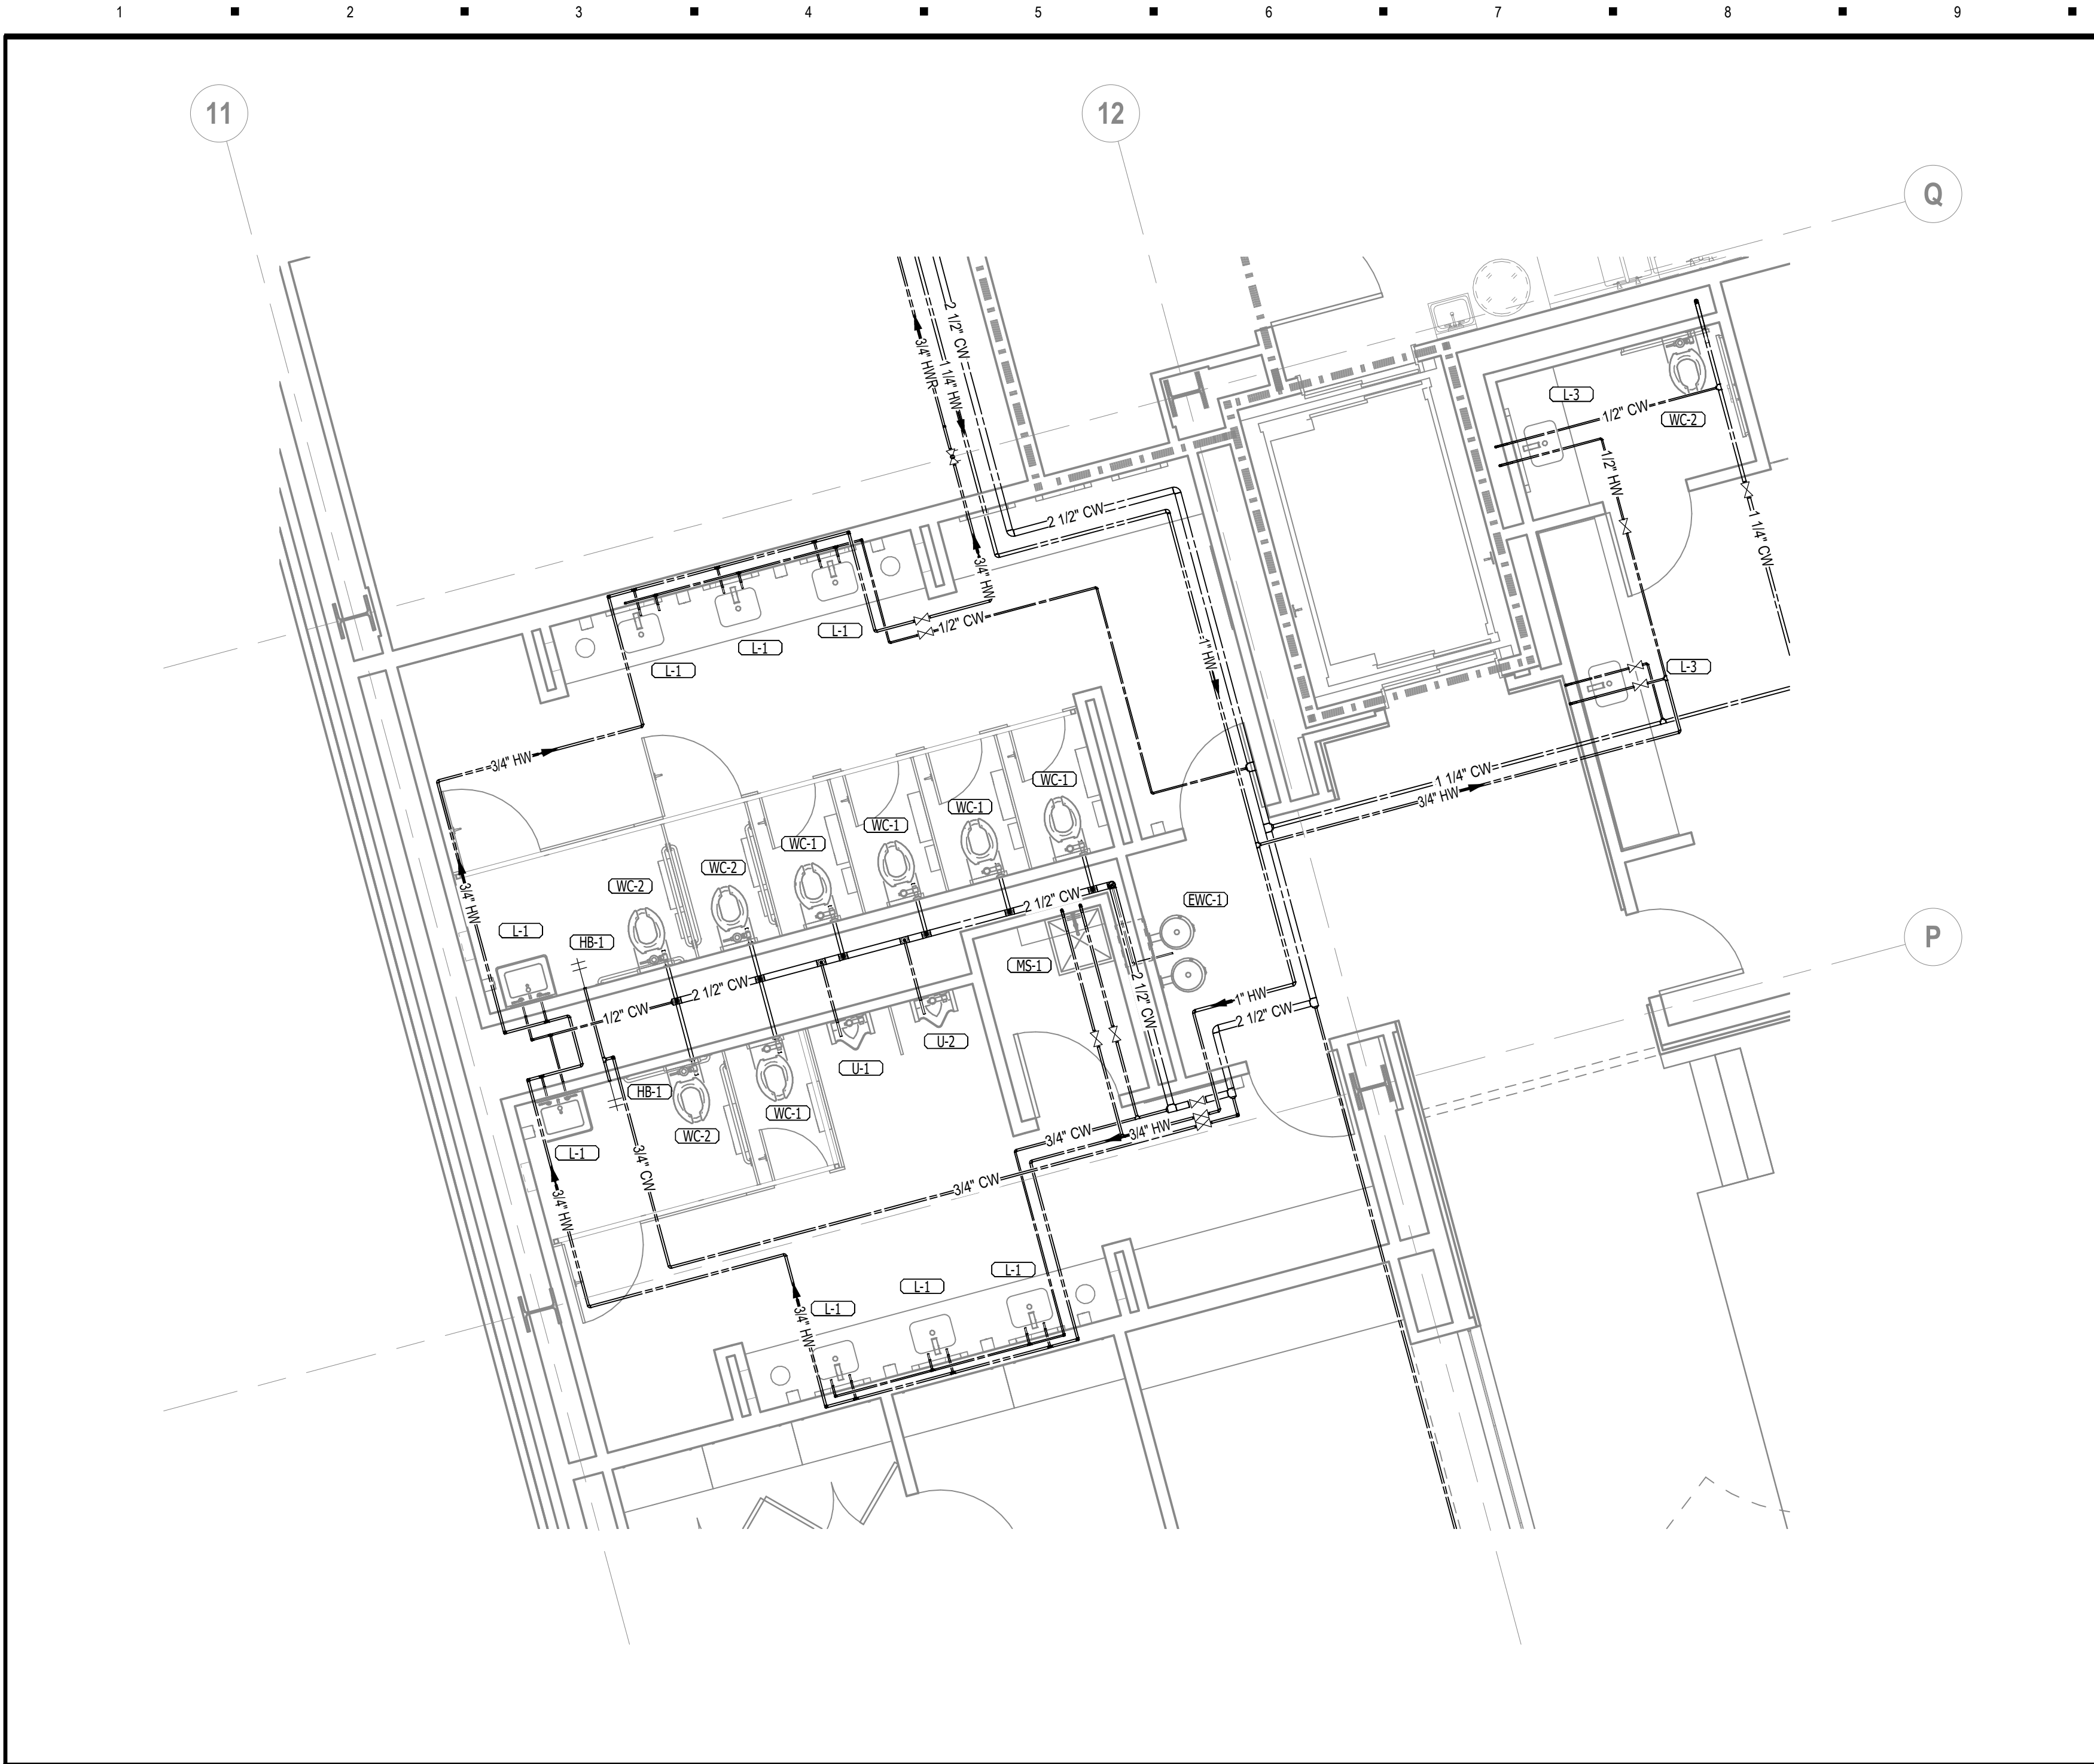 1 2 3 4 5 6 7 8 9
11
12
Q
2 1/2" CW
1 1/4" HW
3/4" HWR
L-3
1/2" CW
WC-2
1/2" HW
2 1/2" CW
1 1/4" CW
3/4" HW
1/2" CW
L-1
L-1
L-1
1" HW
L-3
3/4" HW
WC-1
1 1/4" CW
3/4" HW
WC-1
WC-1
WC-1
WC-2
WC-2
3/4" HW
2 1/2" CW
EWC-1
L-1
HB-1
P
MS-1
2 1/2" CW
2 1/2" CW
1" HW
1/2" CW
2 1/2" CW
U-2
U-1
HB-1
WC-1
WC-2
3/4" CW
3/4" HW
L-1
3/4" CW
3/4" CW
3/4" HW
L-1
L-1
L-1
3/4" HW